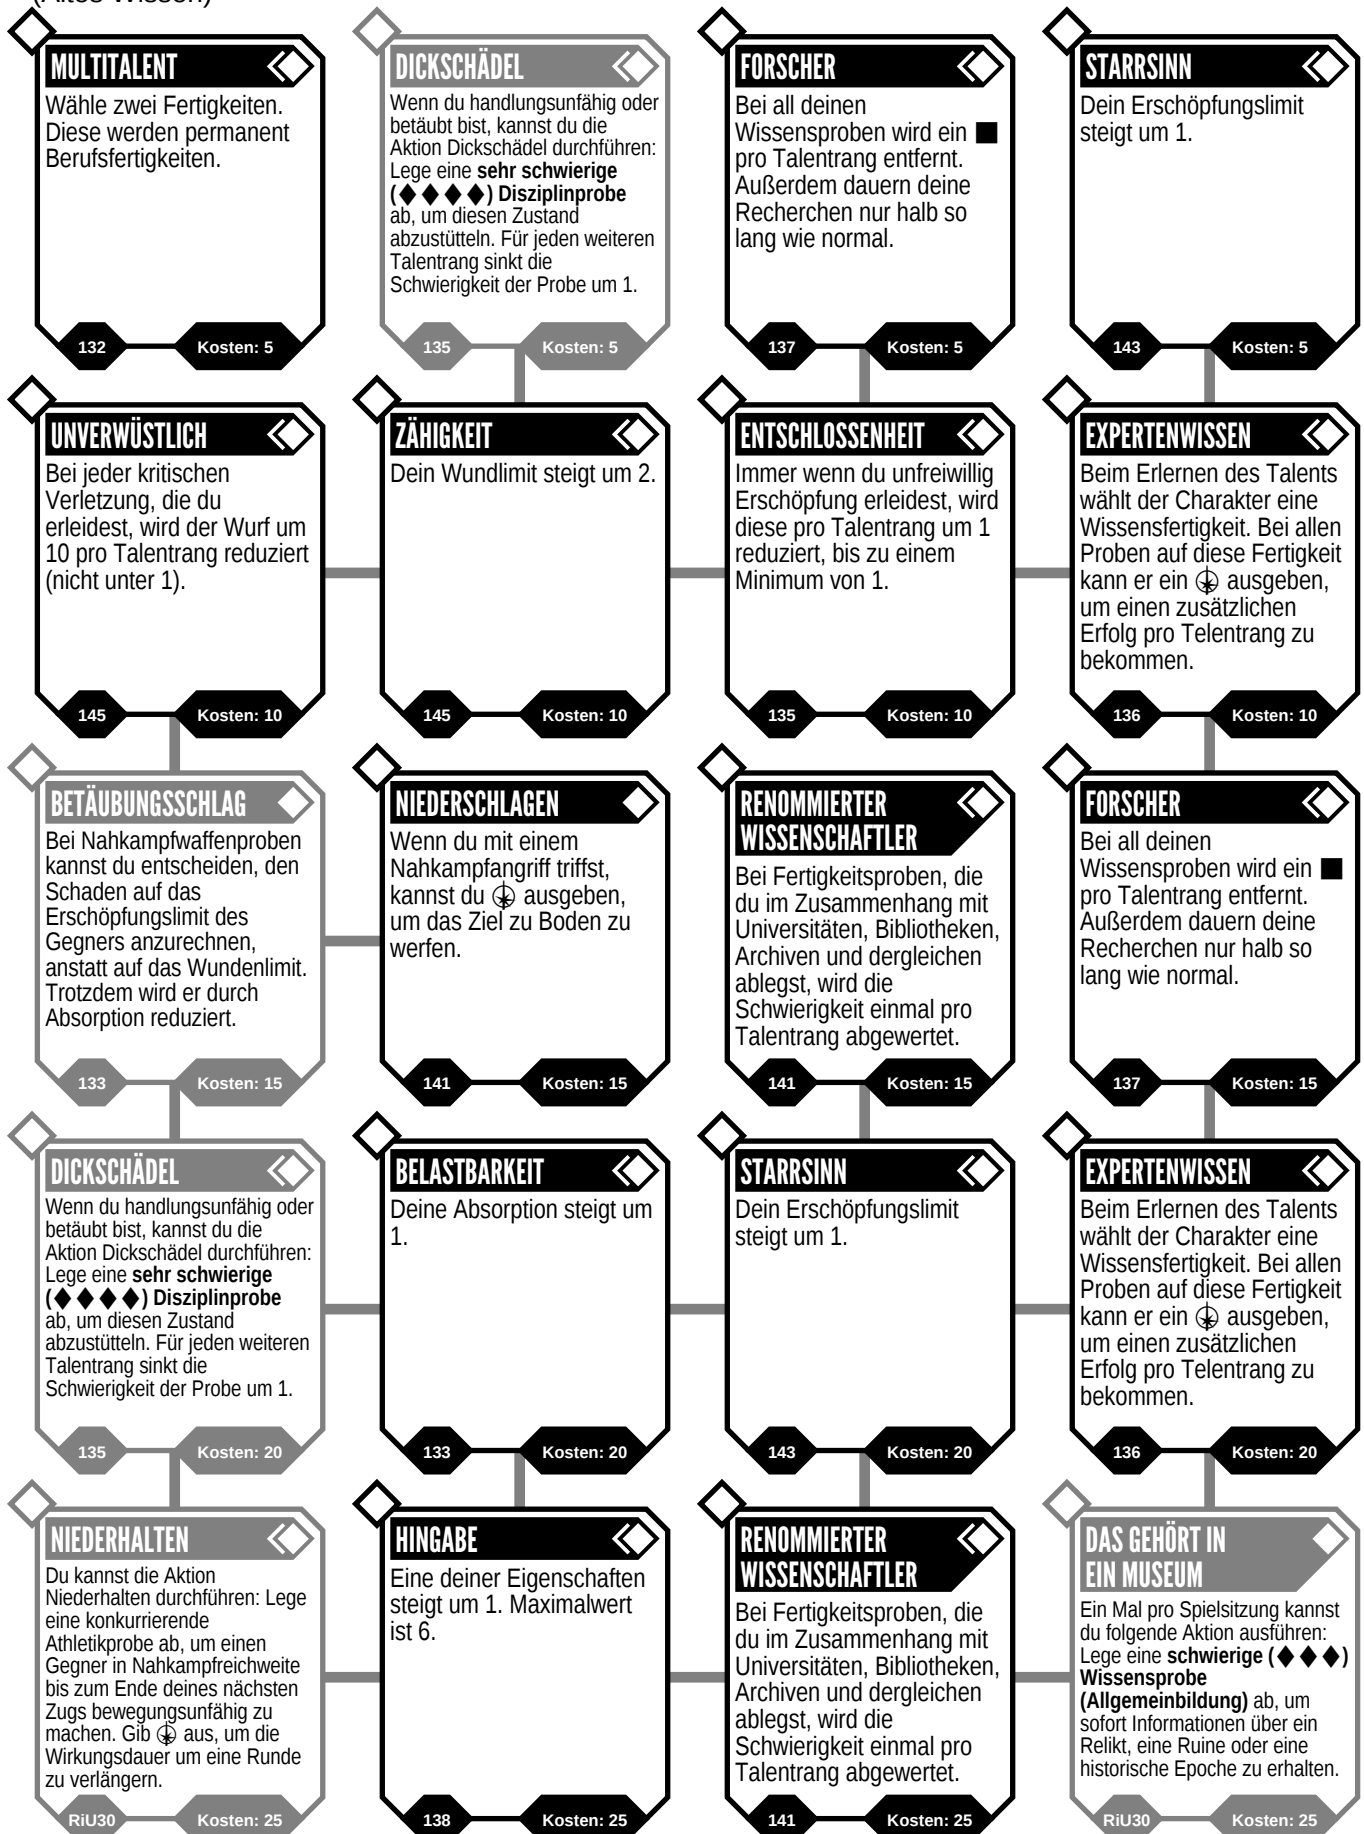 (Altes Wissen)
MULTITALENT
Wähle zwei Fertigkeiten.
Diese werden permanent
Berufsfertigkeiten.
132
Kosten: 5
DICKSCHÄDEL
Wenn du handlungsunfähig oder
betäubt bist, kannst du die
Aktion Dickschädel durchführen:
Lege eine sehr schwierige
(◆◆◆◆) Disziplinprobe
ab, um diesen Zustand
abzustütteln. Für jeden weiteren
Talentrang sinkt die
Schwierigkeit der Probe um 1.
135
Kosten: 5
FORSCHER
Bei all deinen
Wissensproben wird ein ■
pro Talentrang entfernt.
Außerdem dauern deine
Recherchen nur halb so
lang wie normal.
137
Kosten: 5
STARRSINN
Dein Erschöpfungslimit
steigt um 1.
143
Kosten: 5
UNVERWÜSTLICH
Bei jeder kritischen
Verletzung, die du
erleidest, wird der Wurf um
10 pro Talentrang reduziert
(nicht unter 1).
145
Kosten: 10
ZÄHIGKEIT
Dein Wundlimit steigt um 2.
145
Kosten: 10
ENTSCHLOSSENHEIT
Immer wenn du unfreiwillig
Erschöpfung erleidest, wird
diese pro Talentrang um 1
reduziert, bis zu einem
Minimum von 1.
135
Kosten: 10
EXPERTENWISSEN
Beim Erlernen des Talents
wählt der Charakter eine
Wissensfertigkeit. Bei allen
Proben auf diese Fertigkeit
kann er ein ausgeben,
um einen zusätzlichen
Erfolg pro Telentrang zu
bekommen.
136
Kosten: 10
BETÄUBUNGSSCHLAG
Bei Nahkampfwaffenproben
kannst du entscheiden, den
Schaden auf das
Erschöpfungslimit des
Gegners anzurechnen,
anstatt auf das Wundenlimit.
Trotzdem wird er durch
Absorption reduziert.
133
Kosten: 15
NIEDERSCHLAGEN
Wenn du mit einem
Nahkampfangriff triffst,
kannst du ausgeben,
um das Ziel zu Boden zu
werfen.
141
Kosten: 15
RENOMMIERTER
WISSENSCHAFTLER
Bei Fertigkeitsproben, die
du im Zusammenhang mit
Universitäten, Bibliotheken,
Archiven und dergleichen
ablegst, wird die
Schwierigkeit einmal pro
Talentrang abgewertet.
141
Kosten: 15
FORSCHER
Bei all deinen
Wissensproben wird ein ■
pro Talentrang entfernt.
Außerdem dauern deine
Recherchen nur halb so
lang wie normal.
137
Kosten: 15
DICKSCHÄDEL
Wenn du handlungsunfähig oder
betäubt bist, kannst du die
Aktion Dickschädel durchführen:
Lege eine sehr schwierige
(◆◆◆◆) Disziplinprobe
ab, um diesen Zustand
abzustütteln. Für jeden weiteren
Talentrang sinkt die
Schwierigkeit der Probe um 1.
135
Kosten: 20
BELASTBARKEIT
Deine Absorption steigt um
1.
133
Kosten: 20
STARRSINN
Dein Erschöpfungslimit
steigt um 1.
143
Kosten: 20
EXPERTENWISSEN
Beim Erlernen des Talents
wählt der Charakter eine
Wissensfertigkeit. Bei allen
Proben auf diese Fertigkeit
kann er ein ausgeben,
um einen zusätzlichen
Erfolg pro Telentrang zu
bekommen.
136
Kosten: 20
NIEDERHALTEN
Du kannst die Aktion
Niederhalten durchführen: Lege
eine konkurrierende
Athletikprobe ab, um einen
Gegner in Nahkampfreichweite
bis zum Ende deines nächsten
Zugs bewegungsunfähig zu
machen. Gib aus, um die
Wirkungsdauer um eine Runde
zu verlängern.
RiU30
Kosten: 25
HINGABE
Eine deiner Eigenschaften
steigt um 1. Maximalwert
ist 6.
138
Kosten: 25
RENOMMIERTER
WISSENSCHAFTLER
Bei Fertigkeitsproben, die
du im Zusammenhang mit
Universitäten, Bibliotheken,
Archiven und dergleichen
ablegst, wird die
Schwierigkeit einmal pro
Talentrang abgewertet.
141
Kosten: 25
DAS GEHÖRT IN
EIN MUSEUM
Ein Mal pro Spielsitzung kannst
du folgende Aktion ausführen:
Lege eine schwierige (◆◆◆)
Wissensprobe
(Allgemeinbildung) ab, um
sofort Informationen über ein
Relikt, eine Ruine oder eine
historische Epoche zu erhalten.
RiU30
Kosten: 25